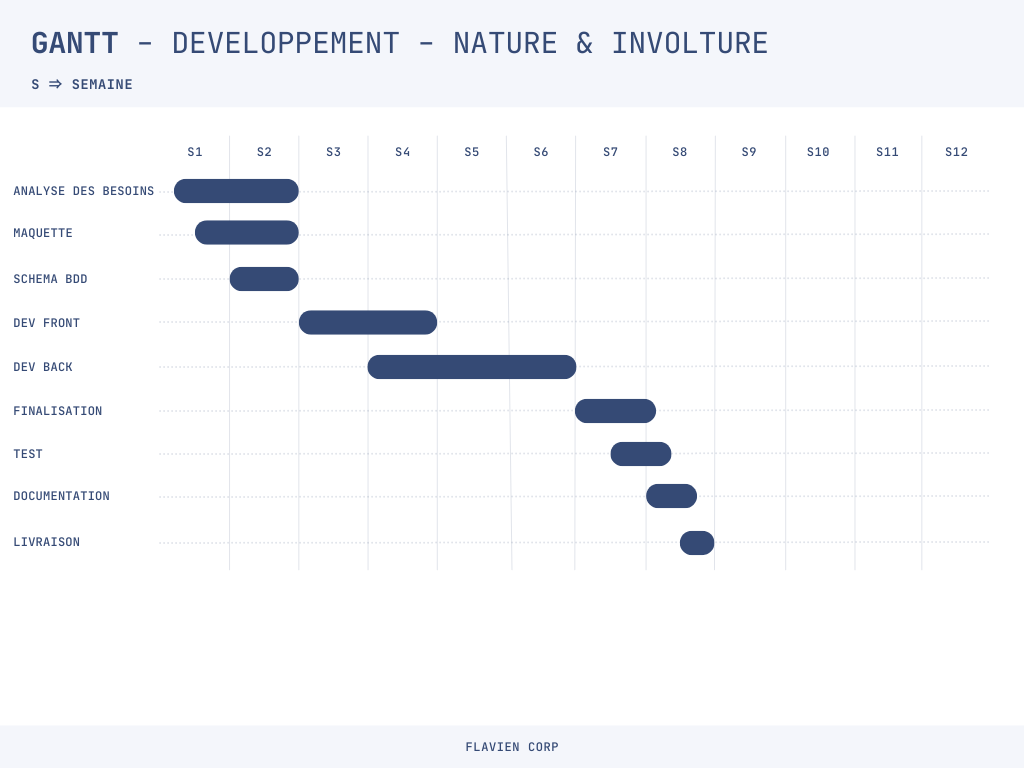 GANTT - DEVELOPPEMENT - NATURE & INVOLTURE
S ⇒ SEMAINE
S1 S2 S3 S4 S5 S6 S7 S8 S9 S10 S11 S12
ANALYSE DES BESOINS
MAQUETTE
SCHEMA BDD
DEV FRONT
DEV BACK
FINALISATION
TEST
DOCUMENTATION
LIVRAISON
FLAVIEN CORP